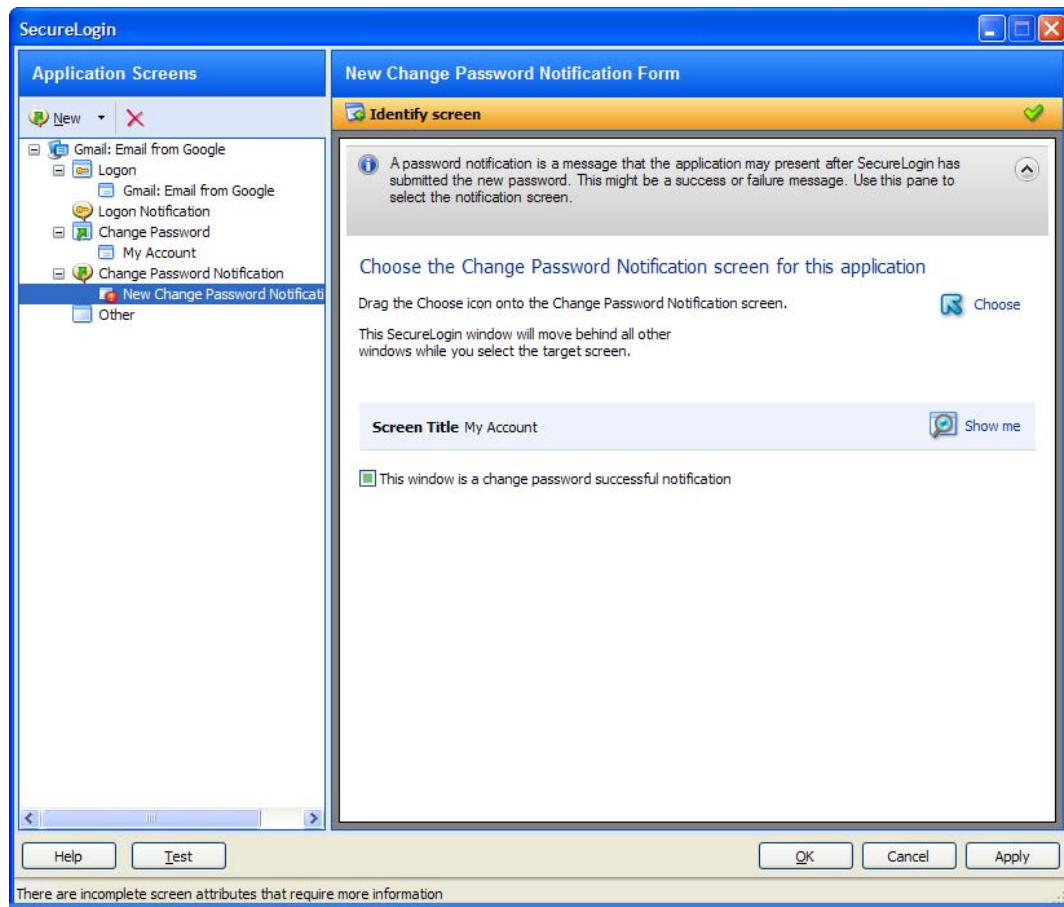 SecureLogin
Application Screens
New Change Password Notification Form
New
Identify screen
Gmail: Email from Google
Logon
Gmail: Email from Google
Logon Notification
Change Password
My Account
Change Password Notification
New Change Password Notificati
Other
A password notification is a message that the application may present after SecureLogin has
submitted the new password. This might be a success or failure message. Use this pane to
select the notification screen.
Choose the Change Password Notification screen for this application
Drag the Choose icon onto the Change Password Notification screen.
Choose
This SecureLogin window will move behind all other
windows while you select the target screen.
Screen Title My Account
Show me
This window is a change password successful notification
Help
Test
OK
Cancel
Apply
There are incomplete screen attributes that require more information